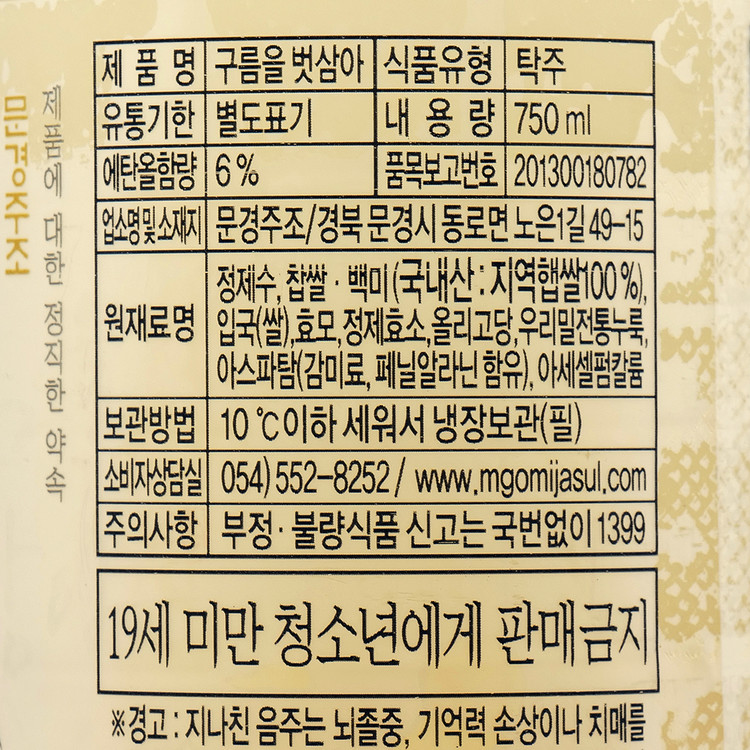 문경주조
제품에 대한 정직한 약속
제 품 명 구름을 벗삼아 식품유형 탁주
유통기한 별도표기 내 용 량 750 ml
에탄올함량 6% 품목보고번호 201300180782
업소명 및 소재지 문경주조/경북 문경시 동로면 노은1길 49-15
원재료명 정제수, 찹쌀 · 백미 (국내산 : 지역햅쌀100%),
입국(쌀),효모,정제효소,올리고당,우리밀전통누룩,
아스파탐(감미료, 페닐알라닌 함유), 아세셀펌칼륨
보관방법 10 ℃이하 세워서 냉장보관(필)
소비자상담실 054) 552-8252 / www.mgomijasul.com
주의사항 부정 · 불량식품 신고는 국번없이 1399
19세 미만 청소년에게 판매금지
※경고 : 지나친 음주는 뇌졸중, 기억력 손상이나 치매를